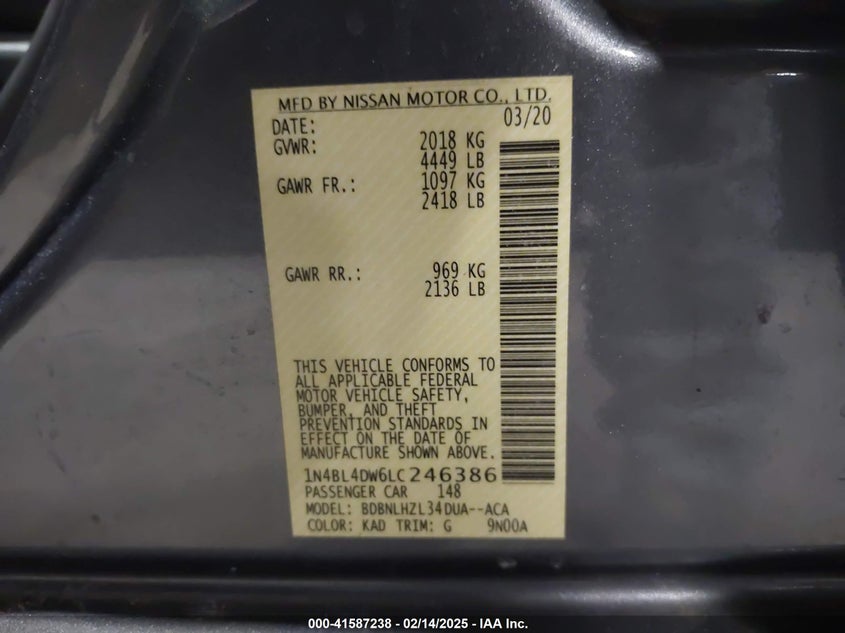 MFD BY NISSAN MOTOR CO., LTD.
DATE: 03/20
GVWR: 2018 KG
4449 LB
GAWR FR.: 1097 KG
2418 LB
GAWR RR.: 969 KG
2136 LB
THIS VEHICLE CONFORMS TO
ALL APPLICABLE FEDERAL
MOTOR VEHICLE SAFETY,
BUMPER, AND THEFT
PREVENTION STANDARDS IN
EFFECT ON THE DATE OF
MANUFACTURE SHOWN ABOVE.
1N4BL4DW6LC246386
PASSENGER CAR 148
MODEL: BDBNLHZL34DUA--ACA
COLOR: KAD TRIM: G 9N00A
000-41587238 - 02/14/2025 - IAA Inc.